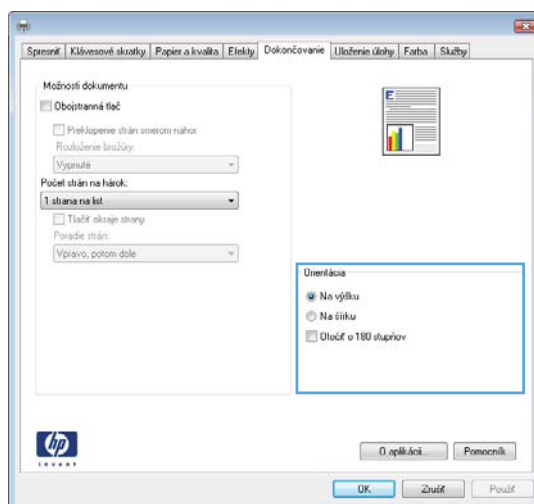 Spresniť Klávesové skratky Papier a kvalita Efekty Dokončovanie Uloženie úlohy Farba Služby
Možnosti dokumentu
Obojstranná tlač
Preklopenie strán smerom nahor
Rozloženie brožúry:
Vypnuté
Počet strán na hárok:
1 strana na list
Tlačiť okraje strany
Poradie strán:
Vpravo, potom dole
E
Orientácia
Na výšku
Na šírku
Otočiť o 180 stupňov
hp
invent
O aplikácii...
Pomocník
OK
Zrušiť
Použiť